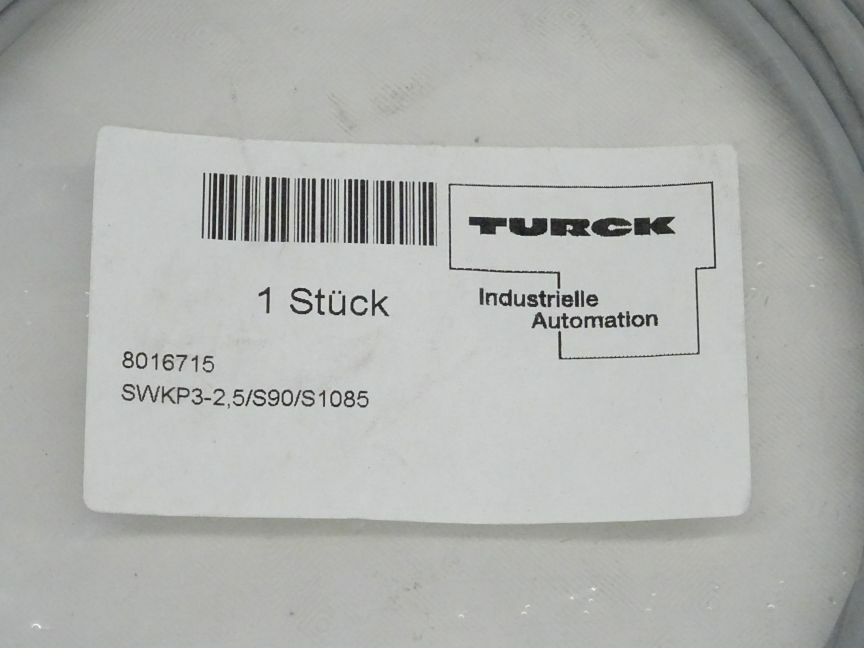 TURCK
Industrielle
Automation
1 Stück
8016715
SWKP3-2,5/S90/S1085